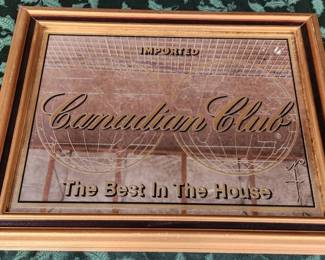 IMPORTED
Canadian Club
The Best In The House